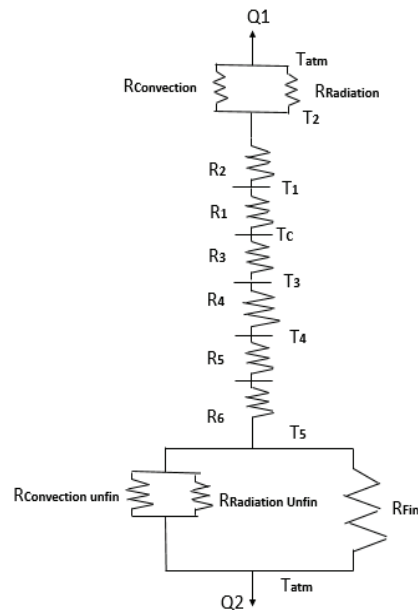 Q1
Tatm
RConvection
RRadiation
T2
R2
T1
R1
Tc
R3
T3
R4
T4
R5
R6
T5
RConvection unfin
RRadiation Unfin
RFin
Tatm
Q2